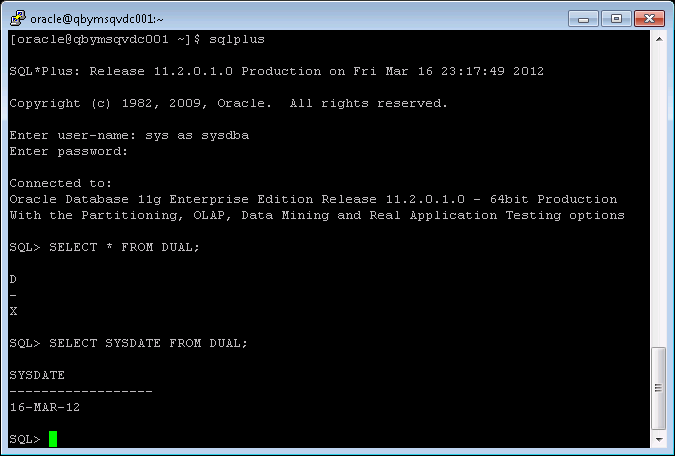 oracle@qbymsqvdc001:~
[oracle@qbymsqvdc001 ~]$ sqlplus
SQL*Plus: Release 11.2.0.1.0 Production on Fri Mar 16 23:17:49 2012
Copyright (c) 1982, 2009, Oracle.  All rights reserved.
Enter user-name: sys as sysdba
Enter password:
Connected to:
Oracle Database 11g Enterprise Edition Release 11.2.0.1.0 - 64bit Production
With the Partitioning, OLAP, Data Mining and Real Application Testing options
SQL> SELECT * FROM DUAL;
D
-
X
SQL> SELECT SYSDATE FROM DUAL;
SYSDATE
------------------
16-MAR-12
SQL>